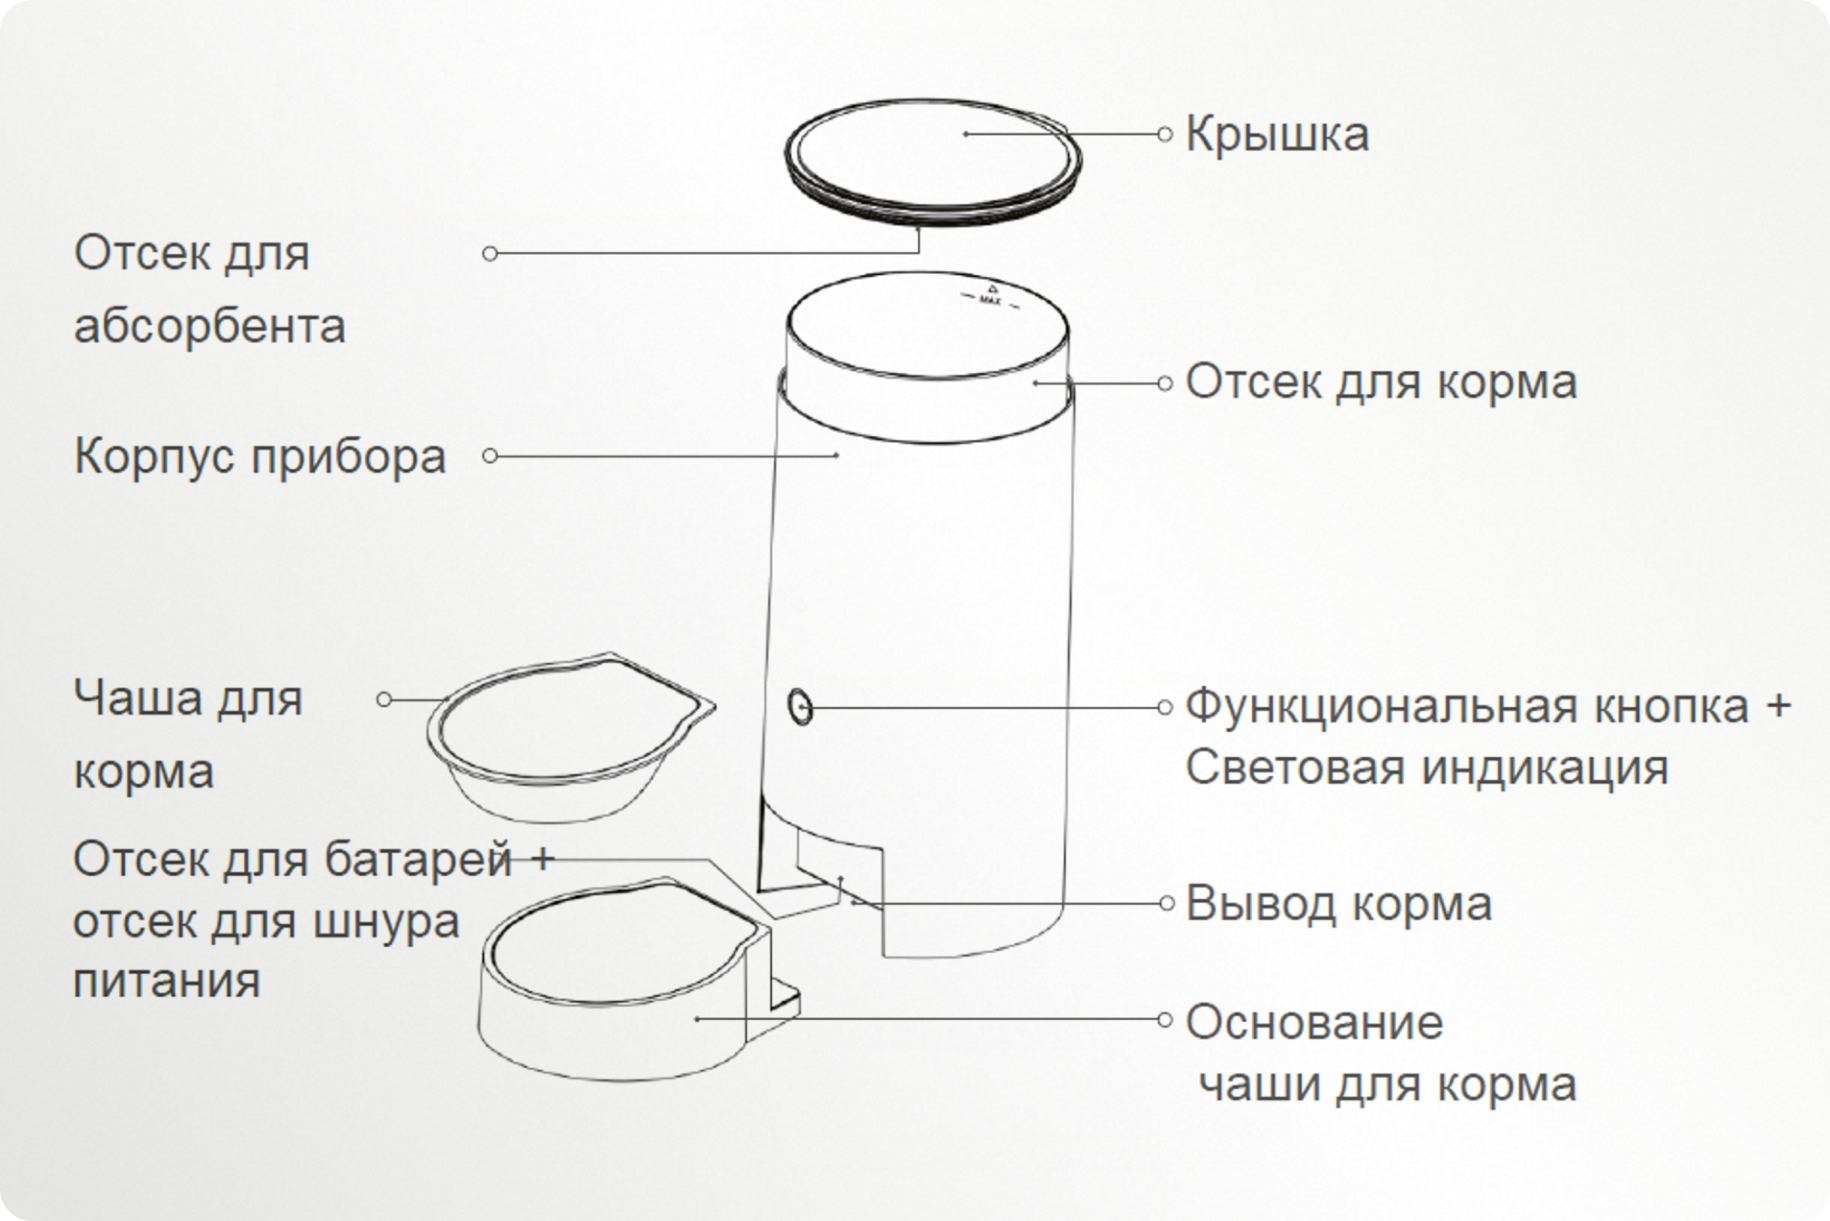 Крышка
Отсек для
абсорбента
MAX
Отсек для корма
Корпус прибора
Чаша для
корма
Функциональная кнопка +
Световая индикация
Отсек для батарей +
отсек для шнура
питания
Вывод корма
Основание
чаши для корма